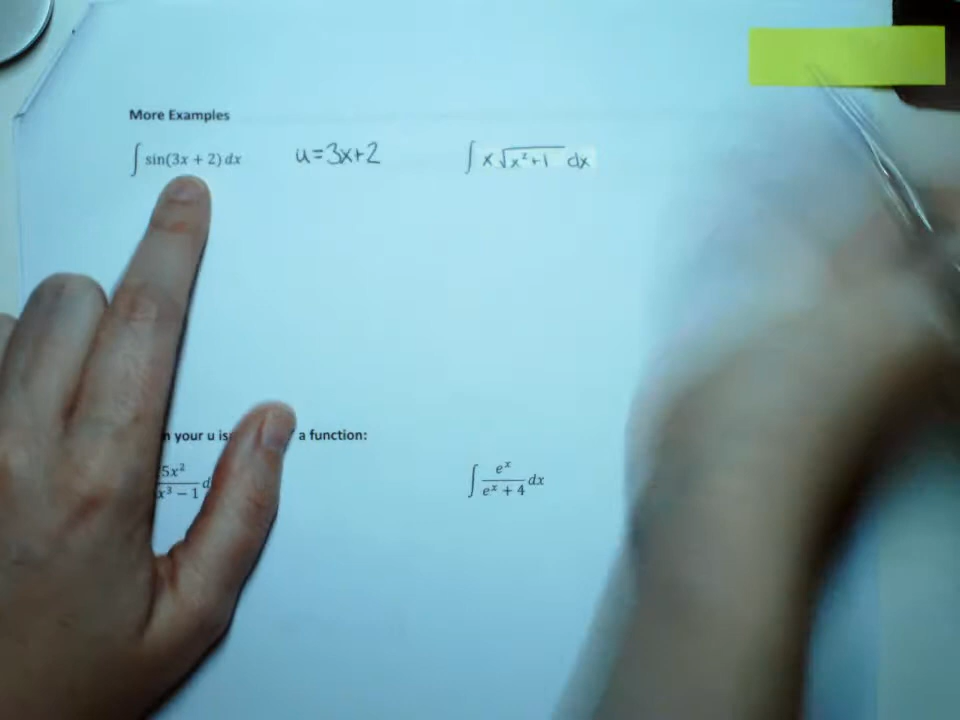 More Examples
∫ sin(3x + 2) dx
u=3x+2
∫ x √(x²+1) dx
your u is
a function:
5x² / x³ − 1
∫ eˣ / (eˣ + 4) dx